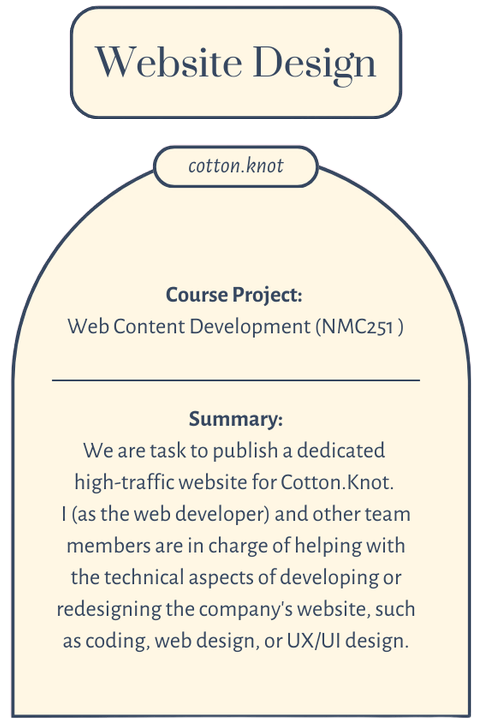 Website Design
cotton.knot
Course Project:
Web Content Development (NMC251 )
Summary:
We are task to publish a dedicated
high-traffic website for Cotton.Knot.
I (as the web developer) and other team
members are in charge of helping with
the technical aspects of developing or
redesigning the company's website, such
as coding, web design, or UX/UI design.